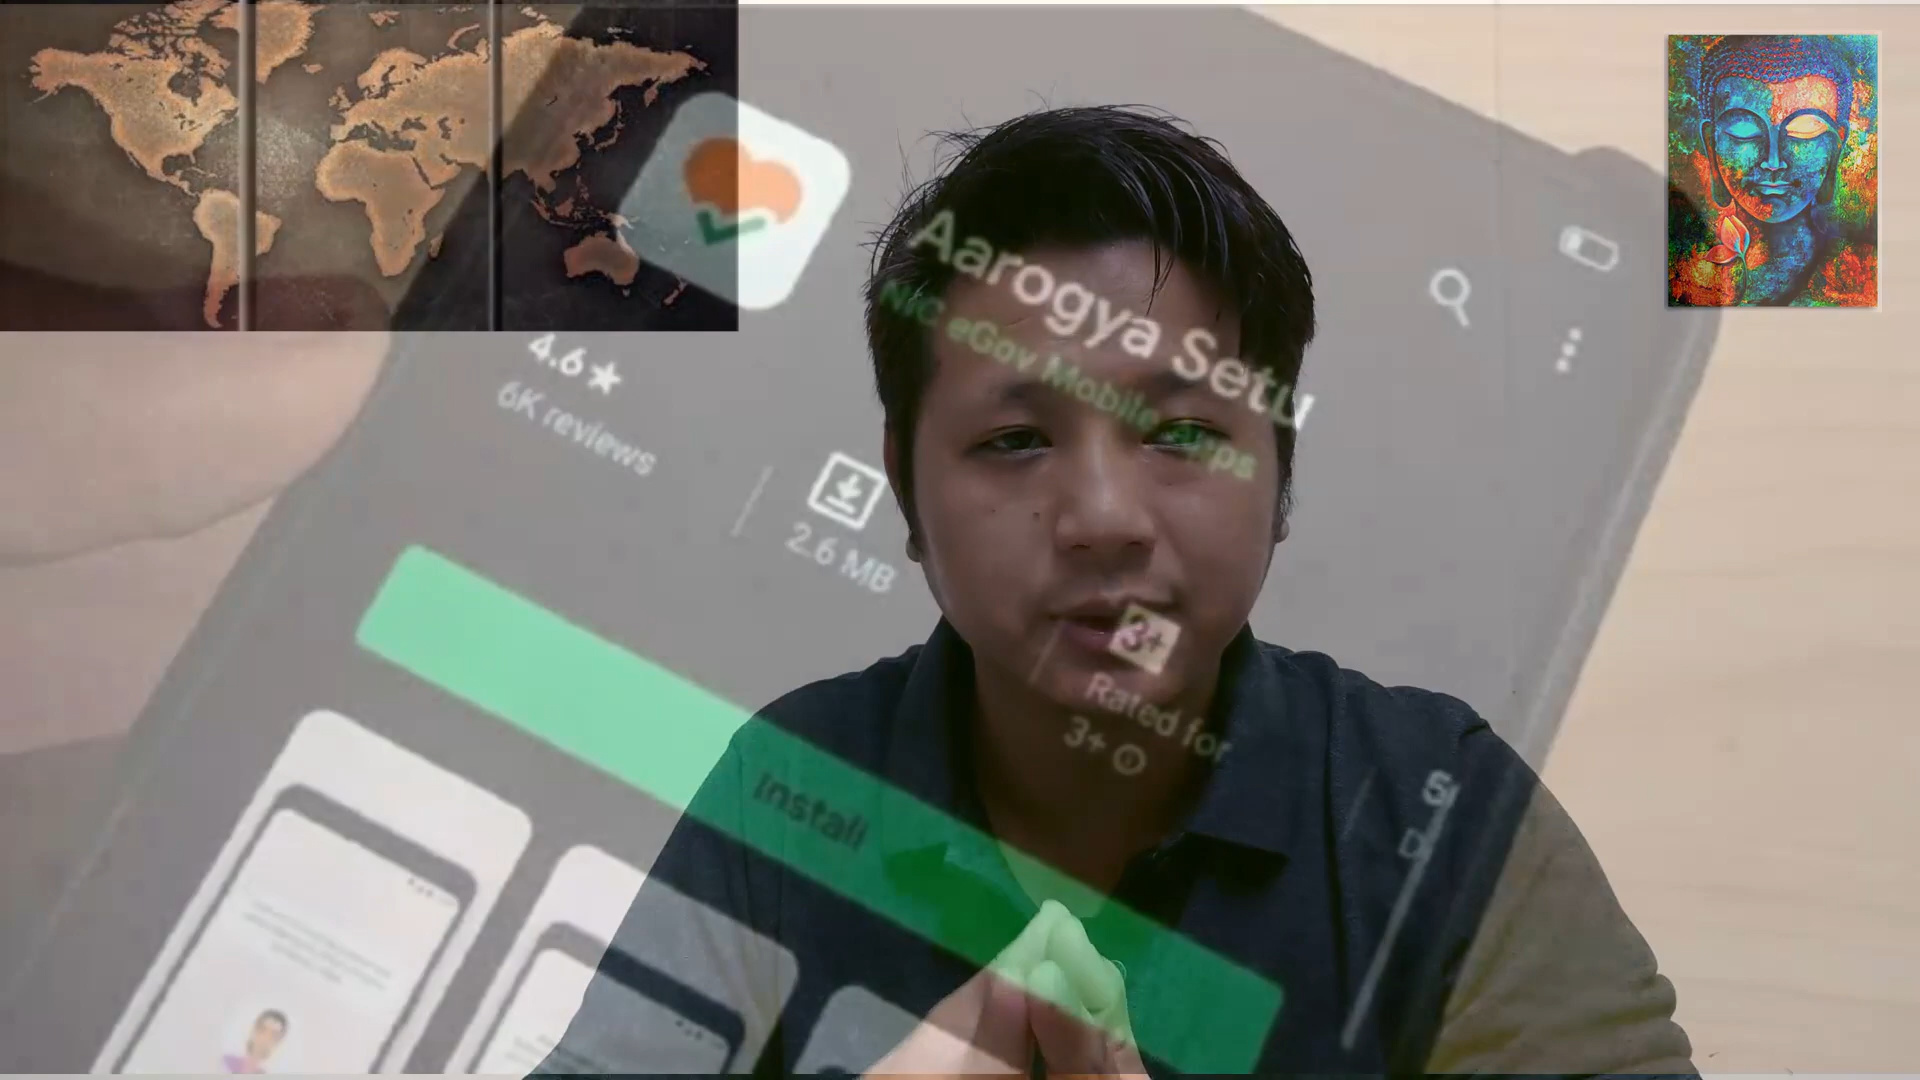 Aarogya Setu
NIC eGov Mobile Apps
4.6★
6K reviews
2.6 MB
3+
Rated for
3+
Install